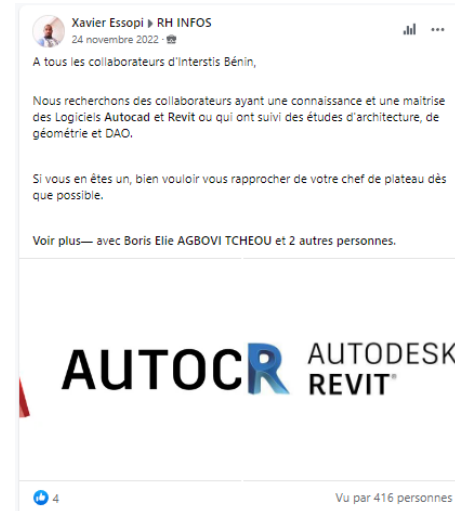 Xavier Essopi ▸ RH INFOS
24 novembre 2022 ·
A tous les collaborateurs d'Interstis Bénin,
Nous recherchons des collaborateurs ayant une connaissance et une maitrise
des Logiciels Autocad et Revit ou qui ont suivi des études d'architecture, de
géométrie et DAO.
Si vous en êtes un, bien vouloir vous rapprocher de votre chef de plateau dès
que possible.
Voir plus— avec Boris Elie AGBOVI TCHEOU et 2 autres personnes.
AUTOC
R AUTODESK
REVIT®
4
Vu par 416 personnes